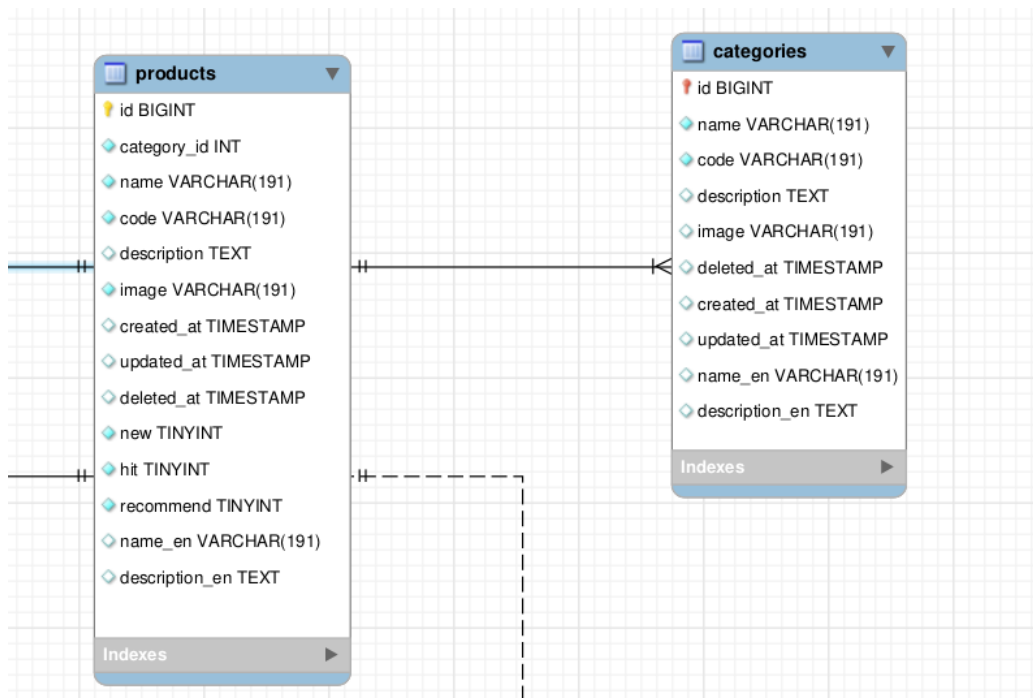 products
id BIGINT
category_id INT
name VARCHAR(191)
code VARCHAR(191)
description TEXT
image VARCHAR(191)
created_at TIMESTAMP
updated_at TIMESTAMP
deleted_at TIMESTAMP
new TINYINT
hit TINYINT
recommend TINYINT
name_en VARCHAR(191)
description_en TEXT
Indexes
categories
id BIGINT
name VARCHAR(191)
code VARCHAR(191)
description TEXT
image VARCHAR(191)
deleted_at TIMESTAMP
created_at TIMESTAMP
updated_at TIMESTAMP
name_en VARCHAR(191)
description_en TEXT
Indexes